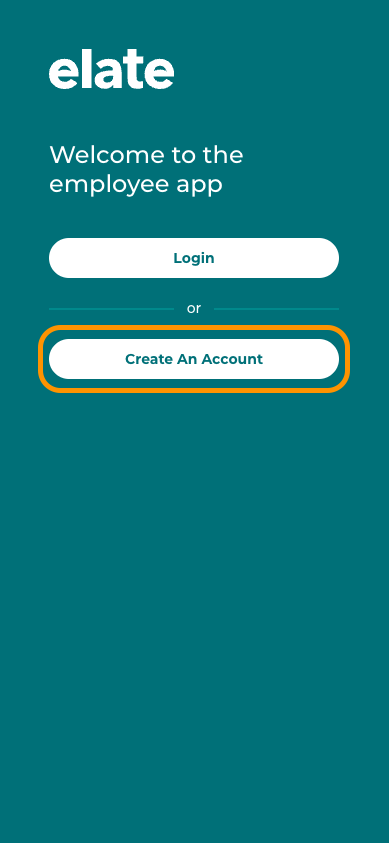 elate
Welcome to the
employee app
Login
or
Create An Account